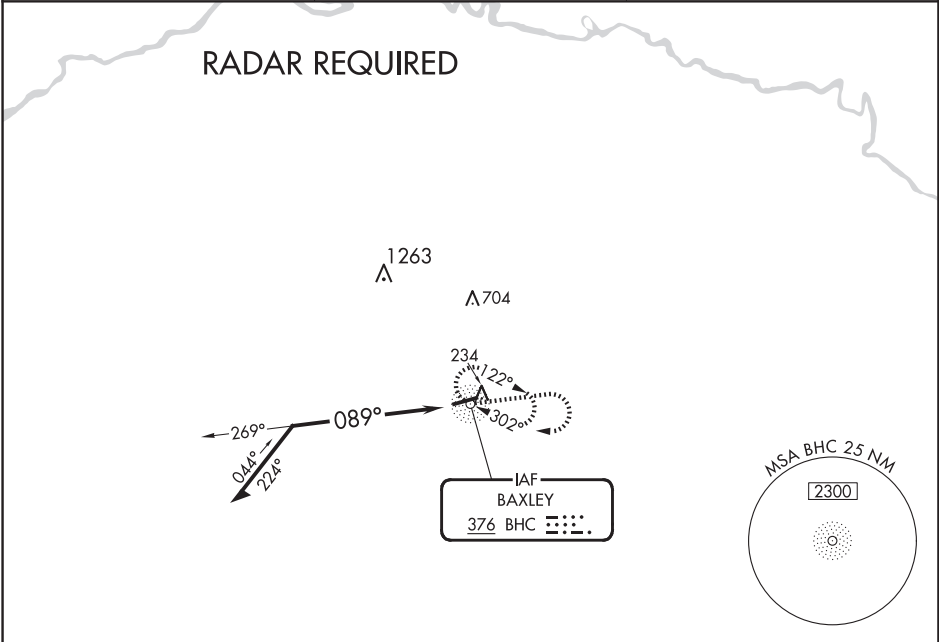 RADAR REQUIRED
1263
704
234
122°
302°
089°
269°
044°
224°
IAF
BAXLEY
376 BHC
MSA BHC 25 NM
2300